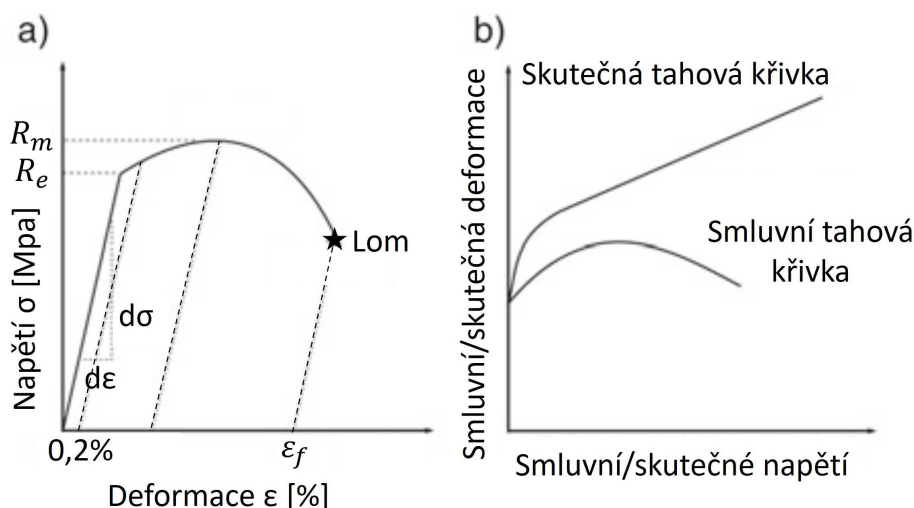 a)
R_m
R_e
Napětí σ [Mpa]
dσ
dε
Lom
0,2%
ε_f
Deformace ε [%]
b)
Smluvní/skutečná deformace
Skutečná tahová křivka
Smluvní tahová
křivka
Smluvní/skutečné napětí